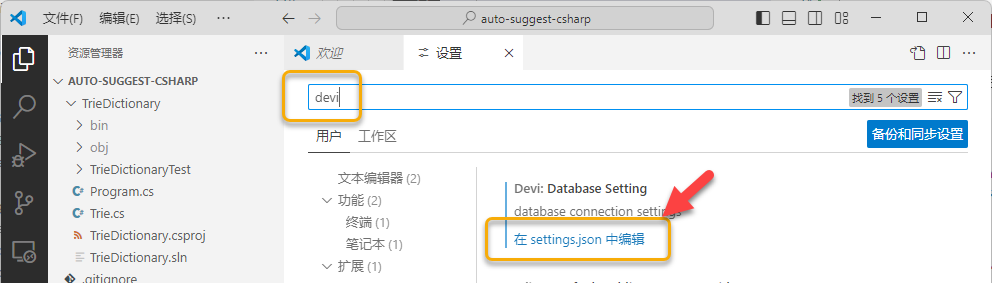 文件(F) 编辑(E) 选择(S) ... auto-suggest-csharp
资源管理器 ... 欢迎 设置
AUTO-SUGGEST-CSHARP
TrieDictionary
bin
obj
TrieDictionaryTest
Program.cs
Trie.cs
TrieDictionary.csproj
TrieDictionary.sln
.gitignore
devi 找到 5 个设置
用户 工作区 备份和同步设置
文本编辑器 (2)
功能 (2)
终端 (1)
笔记本 (1)
扩展 (1)
Devi: Database Setting
database connection settings
在 settings.json 中编辑